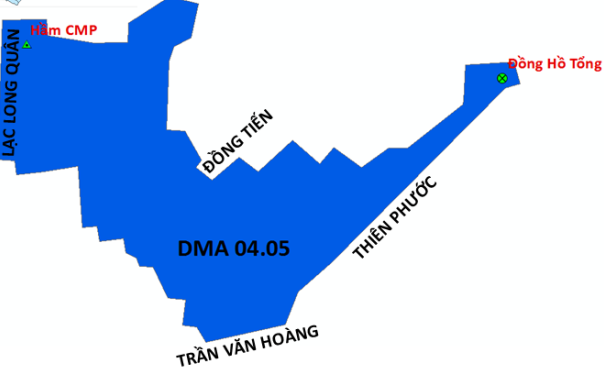 Hầm CMP
LẠC LONG QUÂN
Đồng Hồ Tổng
ĐỒNG TIẾN
THIÊN PHƯỚC
DMA 04.05
TRẦN VĂN HOÀNG